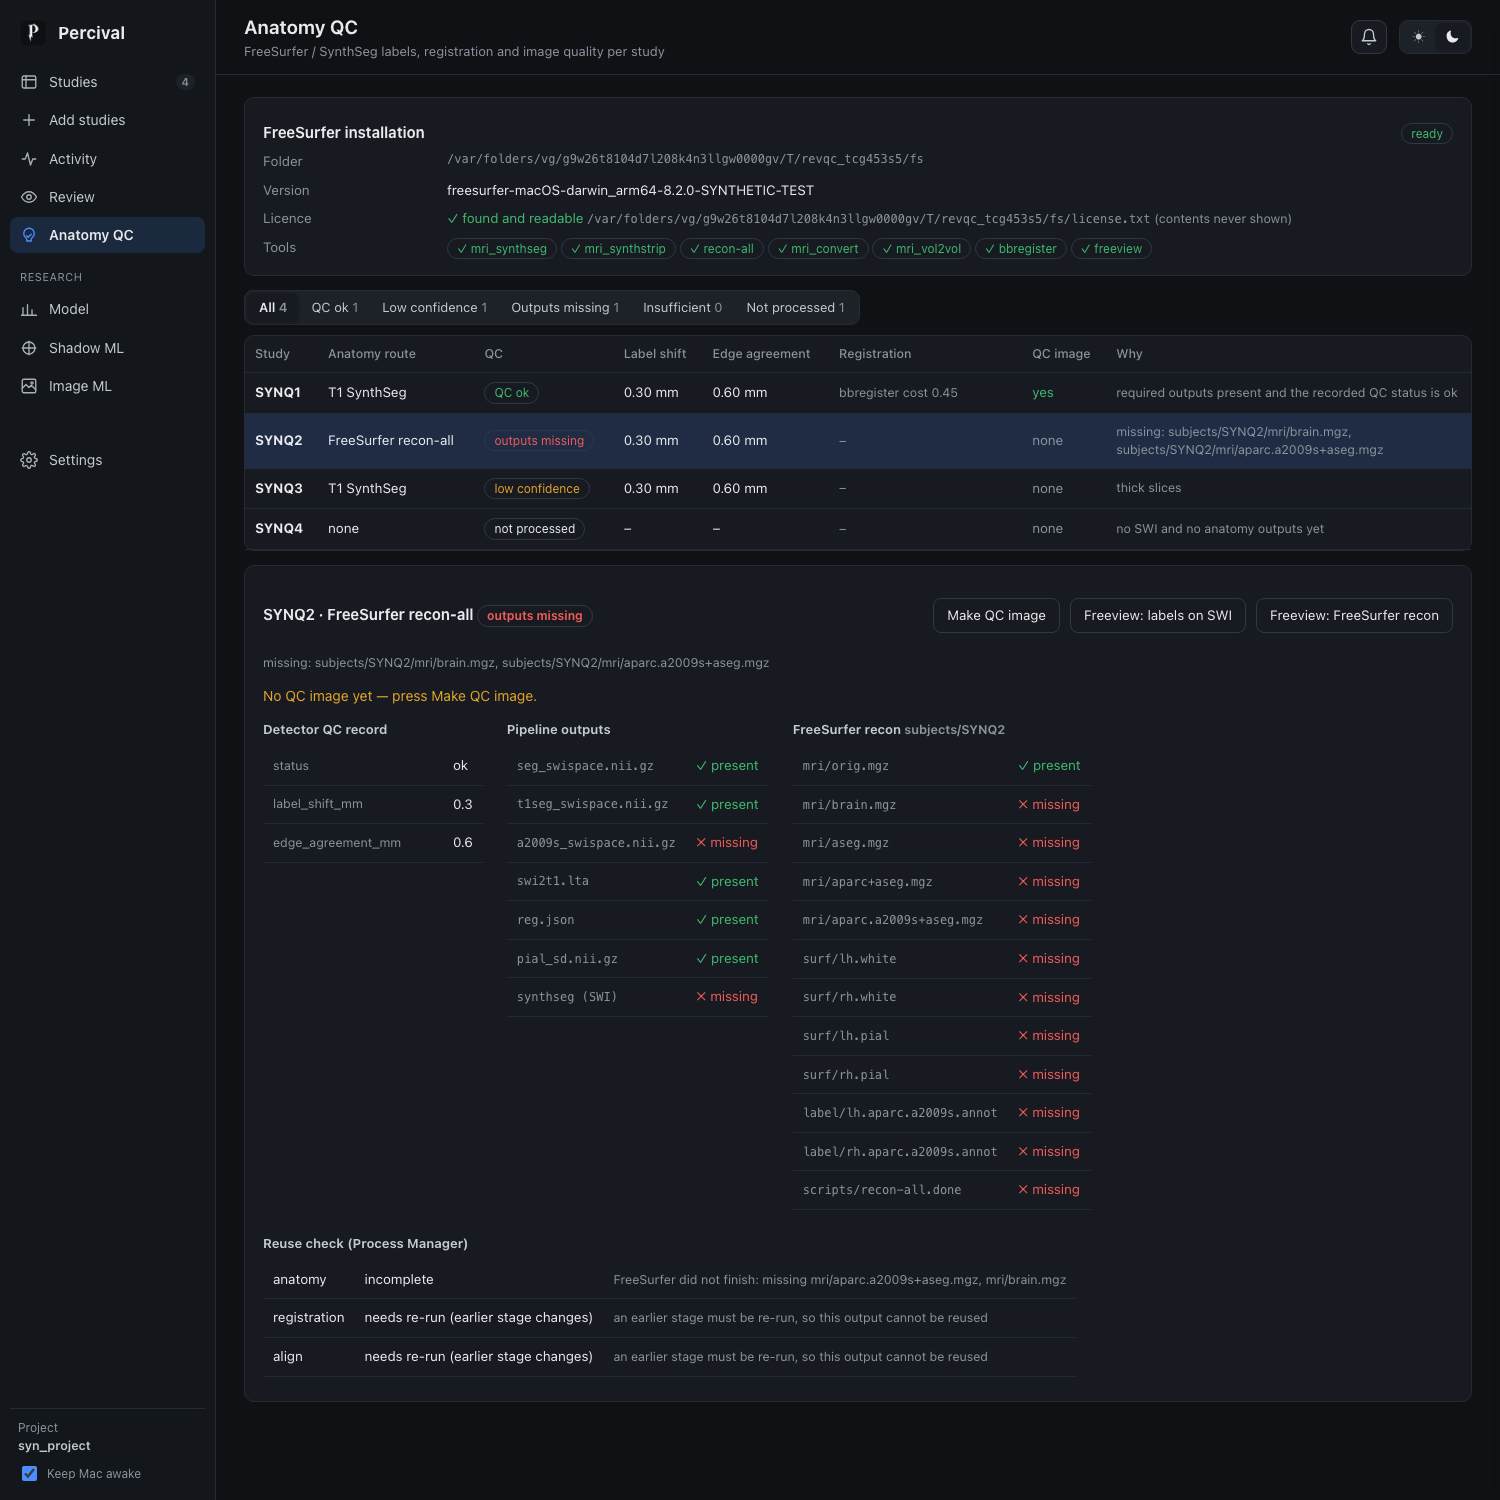 Percival
Studies 4
Add studies
Activity
Review
Anatomy QC
RESEARCH
Model
Shadow ML
Image ML
Settings
Project
syn_project
Keep Mac awake
Anatomy QC
FreeSurfer / SynthSeg labels, registration and image quality per study
FreeSurfer installation ready
Folder /var/folders/vg/g9w26t8104d7l208k4n3llgw0000gv/T/revqc_tcg453s5/fs
Version freesurfer-macOS-darwin_arm64-8.2.0-SYNTHETIC-TEST
Licence ✓ found and readable /var/folders/vg/g9w26t8104d7l208k4n3llgw0000gv/T/revqc_tcg453s5/fs/license.txt (contents never shown)
Tools ✓ mri_synthseg ✓ mri_synthstrip ✓ recon-all ✓ mri_convert ✓ mri_vol2vol ✓ bbregister ✓ freeview
All 4 QC ok 1 Low confidence 1 Outputs missing 1 Insufficient 0 Not processed 1
Study Anatomy route QC Label shift Edge agreement Registration QC image Why
SYNQ1 T1 SynthSeg QC ok 0.30 mm 0.60 mm bbregister cost 0.45 yes required outputs present and the recorded QC status is ok
SYNQ2 FreeSurfer recon-all outputs missing 0.30 mm 0.60 mm – none missing: subjects/SYNQ2/mri/brain.mgz,
subjects/SYNQ2/mri/aparc.a2009s+aseg.mgz
SYNQ3 T1 SynthSeg low confidence 0.30 mm 0.60 mm – none thick slices
SYNQ4 none not processed – – – none no SWI and no anatomy outputs yet
SYNQ2 · FreeSurfer recon-all outputs missing Make QC image Freeview: labels on SWI Freeview: FreeSurfer recon
missing: subjects/SYNQ2/mri/brain.mgz, subjects/SYNQ2/mri/aparc.a2009s+aseg.mgz
No QC image yet — press Make QC image.
Detector QC record
status ok
label_shift_mm 0.3
edge_agreement_mm 0.6
Pipeline outputs
seg_swispace.nii.gz ✓ present
t1seg_swispace.nii.gz ✓ present
a2009s_swispace.nii.gz ✕ missing
swi2t1.lta ✓ present
reg.json ✓ present
pial_sd.nii.gz ✓ present
synthseg (SWI) ✕ missing
FreeSurfer recon subjects/SYNQ2
mri/orig.mgz ✓ present
mri/brain.mgz ✕ missing
mri/aseg.mgz ✕ missing
mri/aparc+aseg.mgz ✕ missing
mri/aparc.a2009s+aseg.mgz ✕ missing
surf/lh.white ✕ missing
surf/rh.white ✕ missing
surf/lh.pial ✕ missing
surf/rh.pial ✕ missing
label/lh.aparc.a2009s.annot ✕ missing
label/rh.aparc.a2009s.annot ✕ missing
scripts/recon-all.done ✕ missing
Reuse check (Process Manager)
anatomy incomplete FreeSurfer did not finish: missing mri/aparc.a2009s+aseg.mgz, mri/brain.mgz
registration needs re-run (earlier stage changes) an earlier stage must be re-run, so this output cannot be reused
align needs re-run (earlier stage changes) an earlier stage must be re-run, so this output cannot be reused